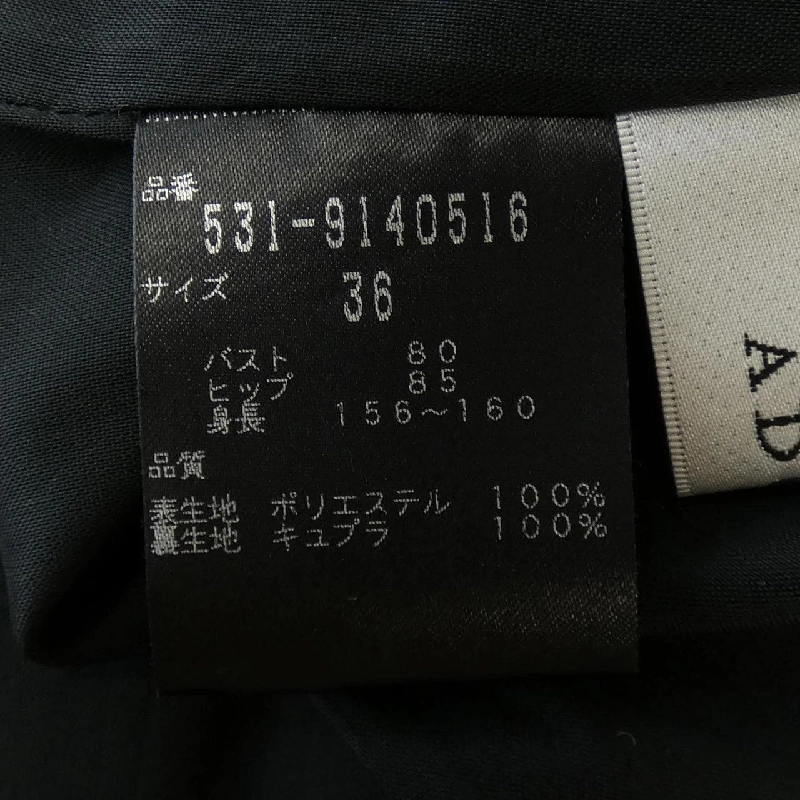 品番
531-9140516
サイズ 36
バスト 80
ヒップ 85
身長 156〜160
品質
表生地 ポリエステル 100%
裏生地 キュプラ 100%
AD